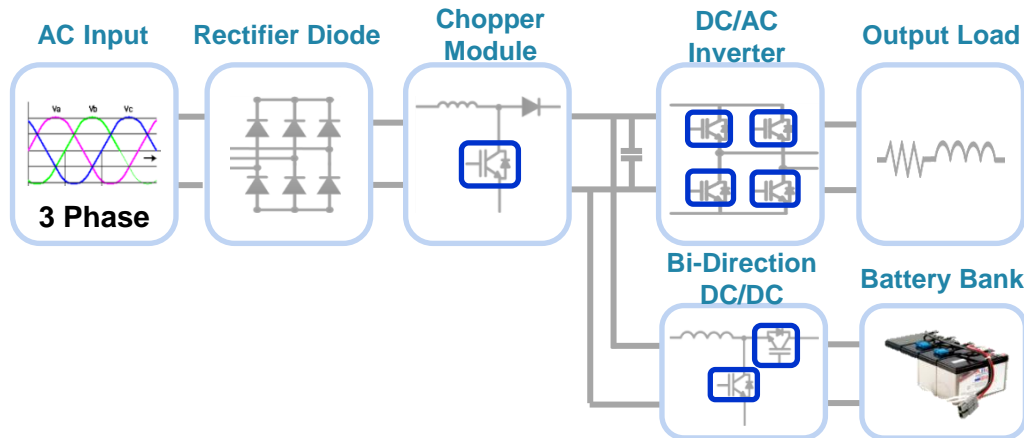 AC Input
Rectifier Diode
Chopper
Module
DC/AC
Inverter
Output Load
Va Vb Vc
3 Phase
Bi-Direction
DC/DC
Battery Bank